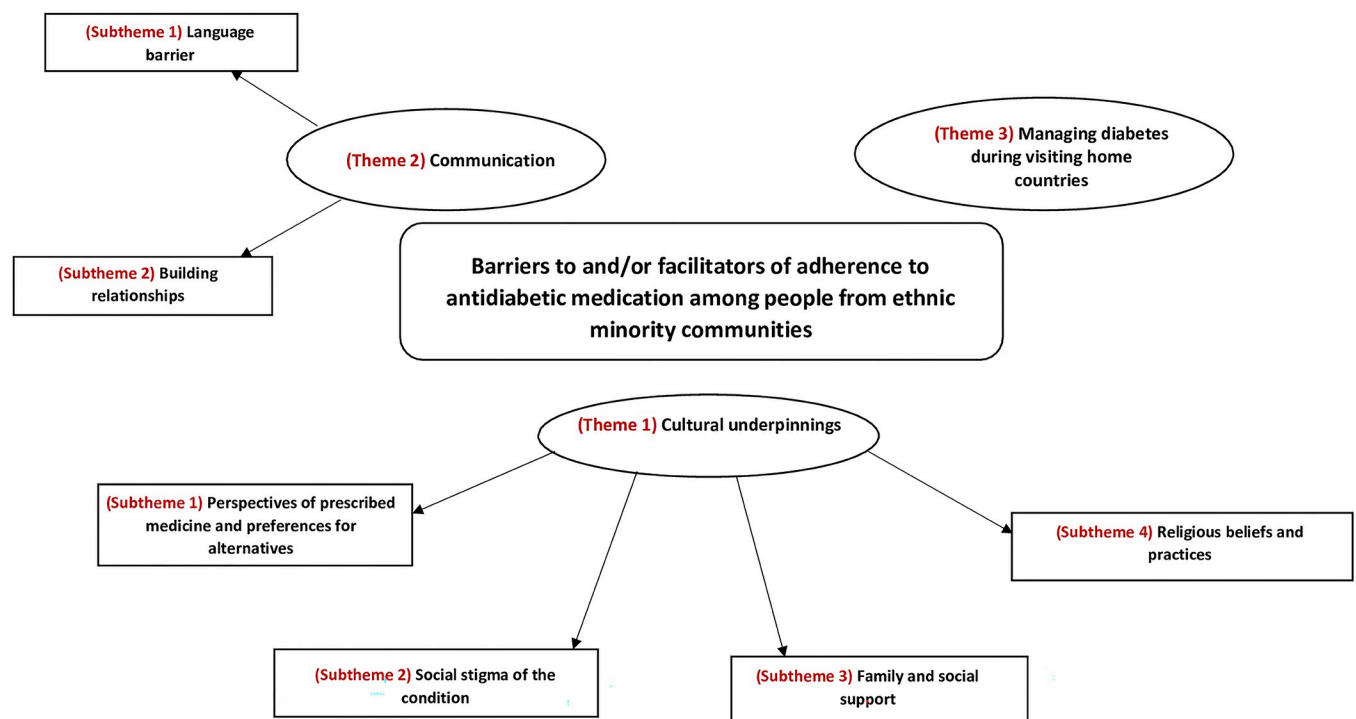 (Subtheme 1) Language
barrier
(Theme 2) Communication
(Theme 3) Managing diabetes
during visiting home
countries
(Subtheme 2) Building
relationships
Barriers to and/or facilitators of adherence to
antidiabetic medication among people from ethnic
minority communities
(Theme 1) Cultural underpinnings
(Subtheme 1) Perspectives of prescribed
medicine and preferences for
alternatives
(Subtheme 4) Religious beliefs and
practices
(Subtheme 2) Social stigma of the
condition
(Subtheme 3) Family and social
support